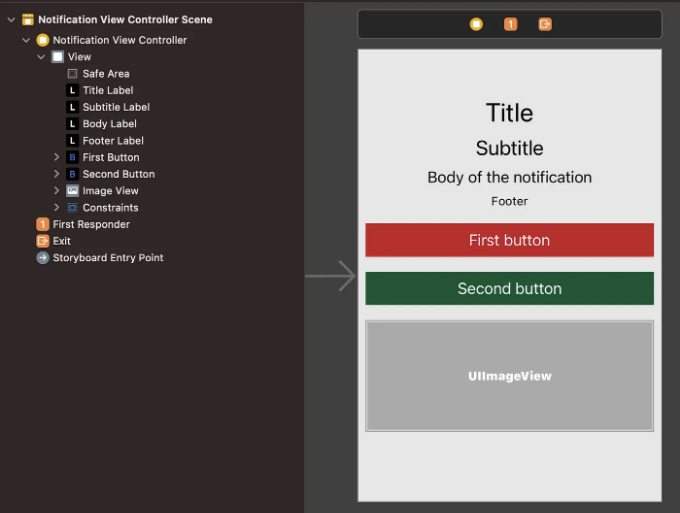 Notification View Controller Scene
Notification View Controller
View
Safe Area
L Title Label
L Subtitle Label
L Body Label
L Footer Label
B First Button
B Second Button
Image View
Constraints
1 First Responder
Exit
Storyboard Entry Point
1
Title
Subtitle
Body of the notification
Footer
First button
Second button
UIImageView